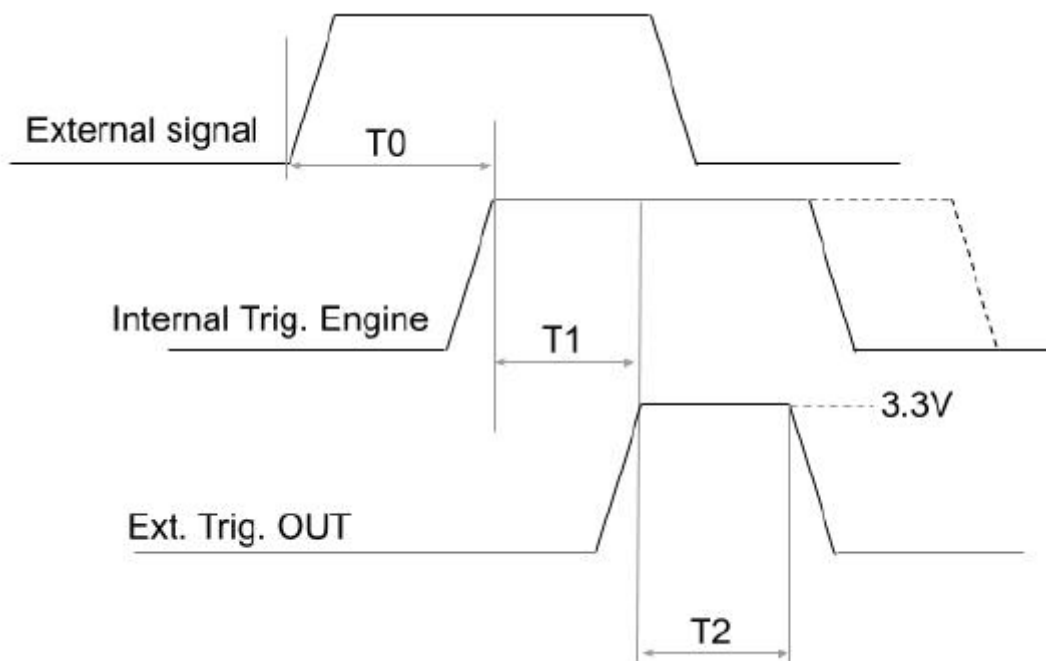 External signal
T0
Internal Trig. Engine
T1
3.3V
Ext. Trig. OUT
T2